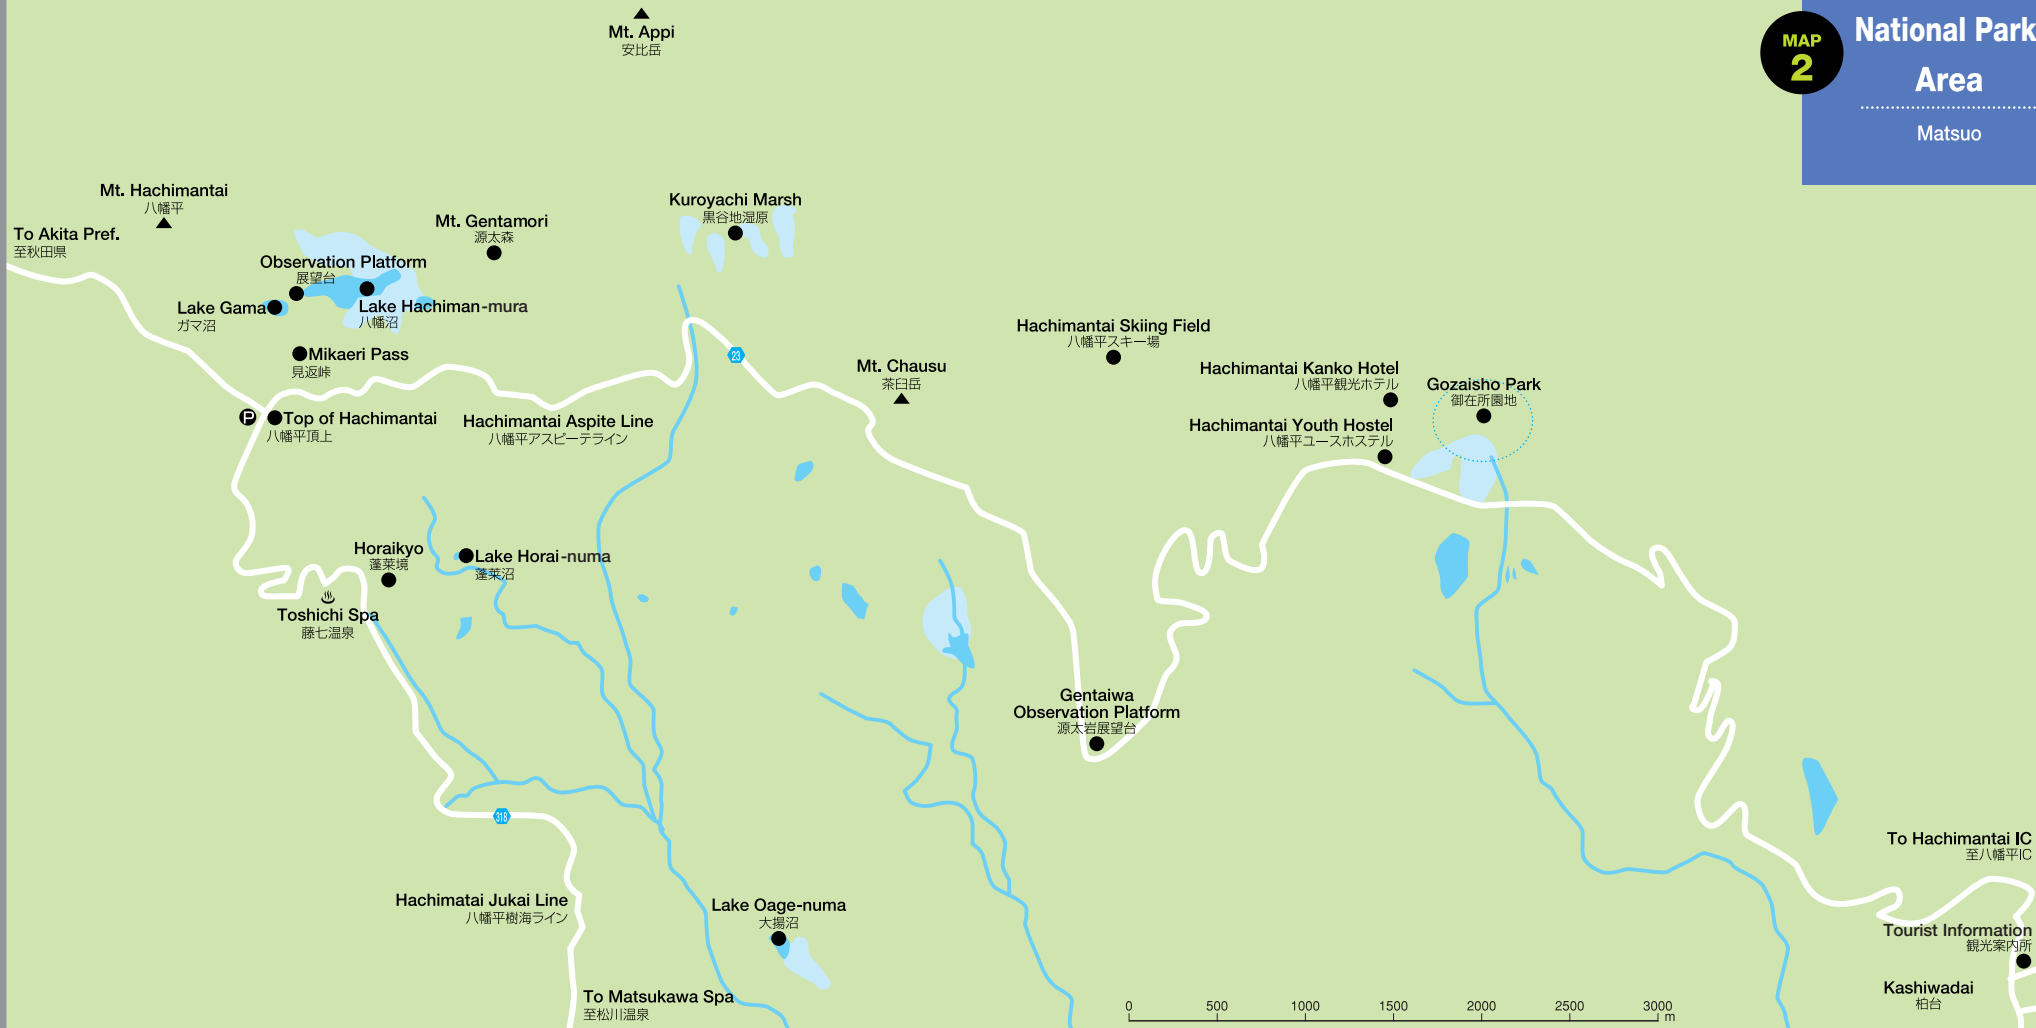 Mt. Appi
安比岳
MAP
2
National Park
Area
Matsuo
Mt. Hachimantai
八幡平
To Akita Pref.
至秋田県
Mt. Gentamori
源太森
Kuroyachi Marsh
黒谷地湿原
Observation Platform
展望台
Lake Gama
ガマ沼
Lake Hachiman-mura
八幡沼
Mikaeri Pass
見返峠
23
Hachimantai Skiing Field
八幡平スキー場
Mt. Chausu
茶臼岳
Hachimantai Kanko Hotel
八幡平観光ホテル
Gozaisho Park
御在所園地
P
Top of Hachimantai
八幡平頂上
Hachimantai Aspite Line
八幡平アスピーテライン
Hachimantai Youth Hostel
八幡平ユースホステル
Horaikyo
蓬莱境
Lake Horai-numa
蓬莱沼
Toshichi Spa
藤七温泉
Gentaiwa
Observation Platform
源太岩展望台
318
To Hachimantai IC
至八幡平IC
Hachimatai Jukai Line
八幡平樹海ライン
Lake Oage-numa
大揚沼
Tourist Information
観光案内所
Kashiwadai
柏台
To Matsukawa Spa
至松川温泉
0 500 1000 1500 2000 2500 3000
m